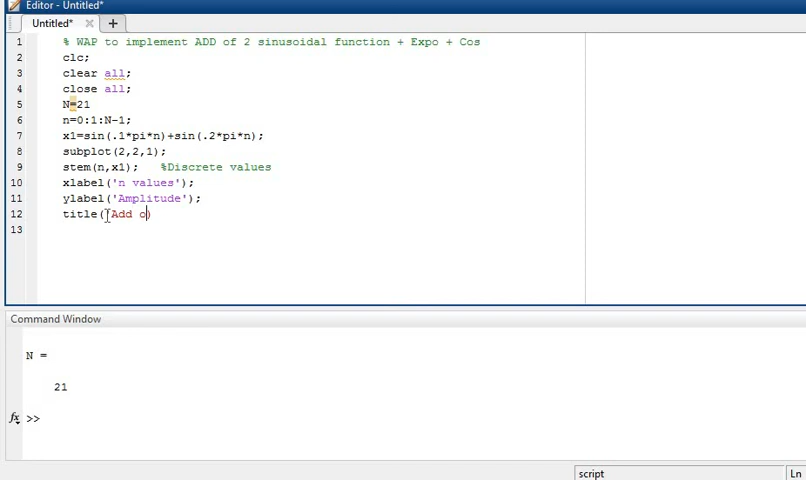 Editor - Untitled*
Untitled* × +
1 % WAP to implement ADD of 2 sinusoidal function + Expo + Cos
2 clc;
3 clear all;
4 close all;
5 N=21
6 n=0:1:N-1;
7 x1=sin(.1*pi*n)+sin(.2*pi*n);
8 subplot(2,2,1);
9 stem(n,x1); %Discrete values
10 xlabel('n values');
11 ylabel('Amplitude');
12 title('Add o)
13
Command Window
N =
21
fx >>
script
Ln